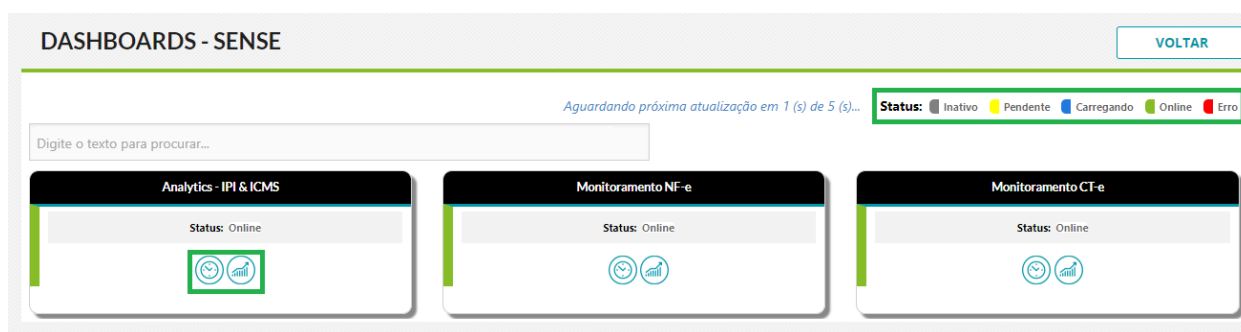 DASHBOARDS - SENSE
VOLTAR
Aguardando próxima atualização em 1 (s) de 5 (s)...
Status: Inativo Pendente Carregando Online Erro
Digite o texto para procurar...
Analytics - IPI & ICMS
Status: Online
Monitoramento NF-e
Status: Online
Monitoramento CT-e
Status: Online